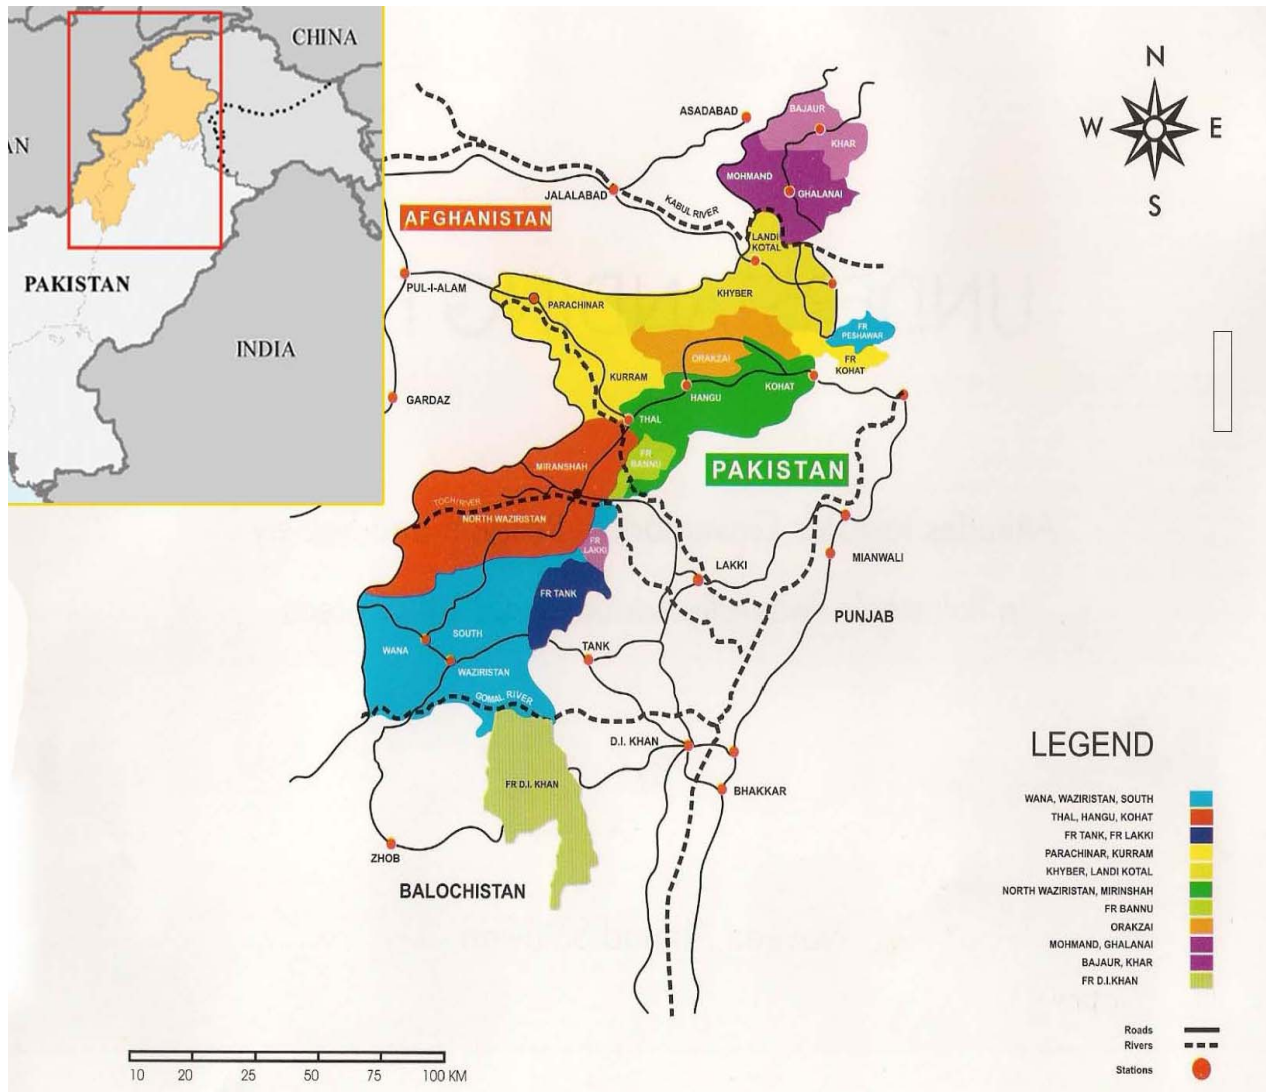 CHINA
AN
PAKISTAN
INDIA
N
W
E
S
ASADABAD
BAJAUR
KHAR
MOHMAND
GHALANAI
JALALABAD
KABUL RIVER
AFGHANISTAN
LANDI
KOTAL
PUL-I-ALAM
PARACHINAR
KHYBER
FR
PESHAWAR
ORAKZAI
FR
KOHAT
KURRAM
HANGU
KOHAT
GARDAZ
THAL
FR
BANNU
PAKISTAN
MIRANSHAH
TOCHI RIVER
NORTH WAZIRISTAN
FR
LAKKI
MIANWALI
LAKKI
FR TANK
PUNJAB
SOUTH
WANA
TANK
WAZIRISTAN
GOMAL RIVER
D.I. KHAN
FR D.I. KHAN
BHAKKAR
ZHOB
BALOCHISTAN
LEGEND
WANA, WAZIRISTAN, SOUTH
THAL, HANGU, KOHAT
FR TANK, FR LAKKI
PARACHINAR, KURRAM
KHYBER, LANDI KOTAL
NORTH WAZIRISTAN, MIRINSHAH
FR BANNU
ORAKZAI
MOHMAND, GHALANAI
BAJAUR, KHAR
FR D.I.KHAN
Roads
Rivers
Stations
10 20 25 50 75 100 KM